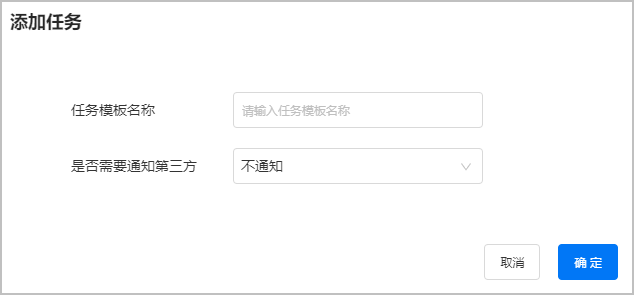 添加任务
任务模板名称
请输入任务模板名称
是否需要通知第三方
不通知
取消
确 定